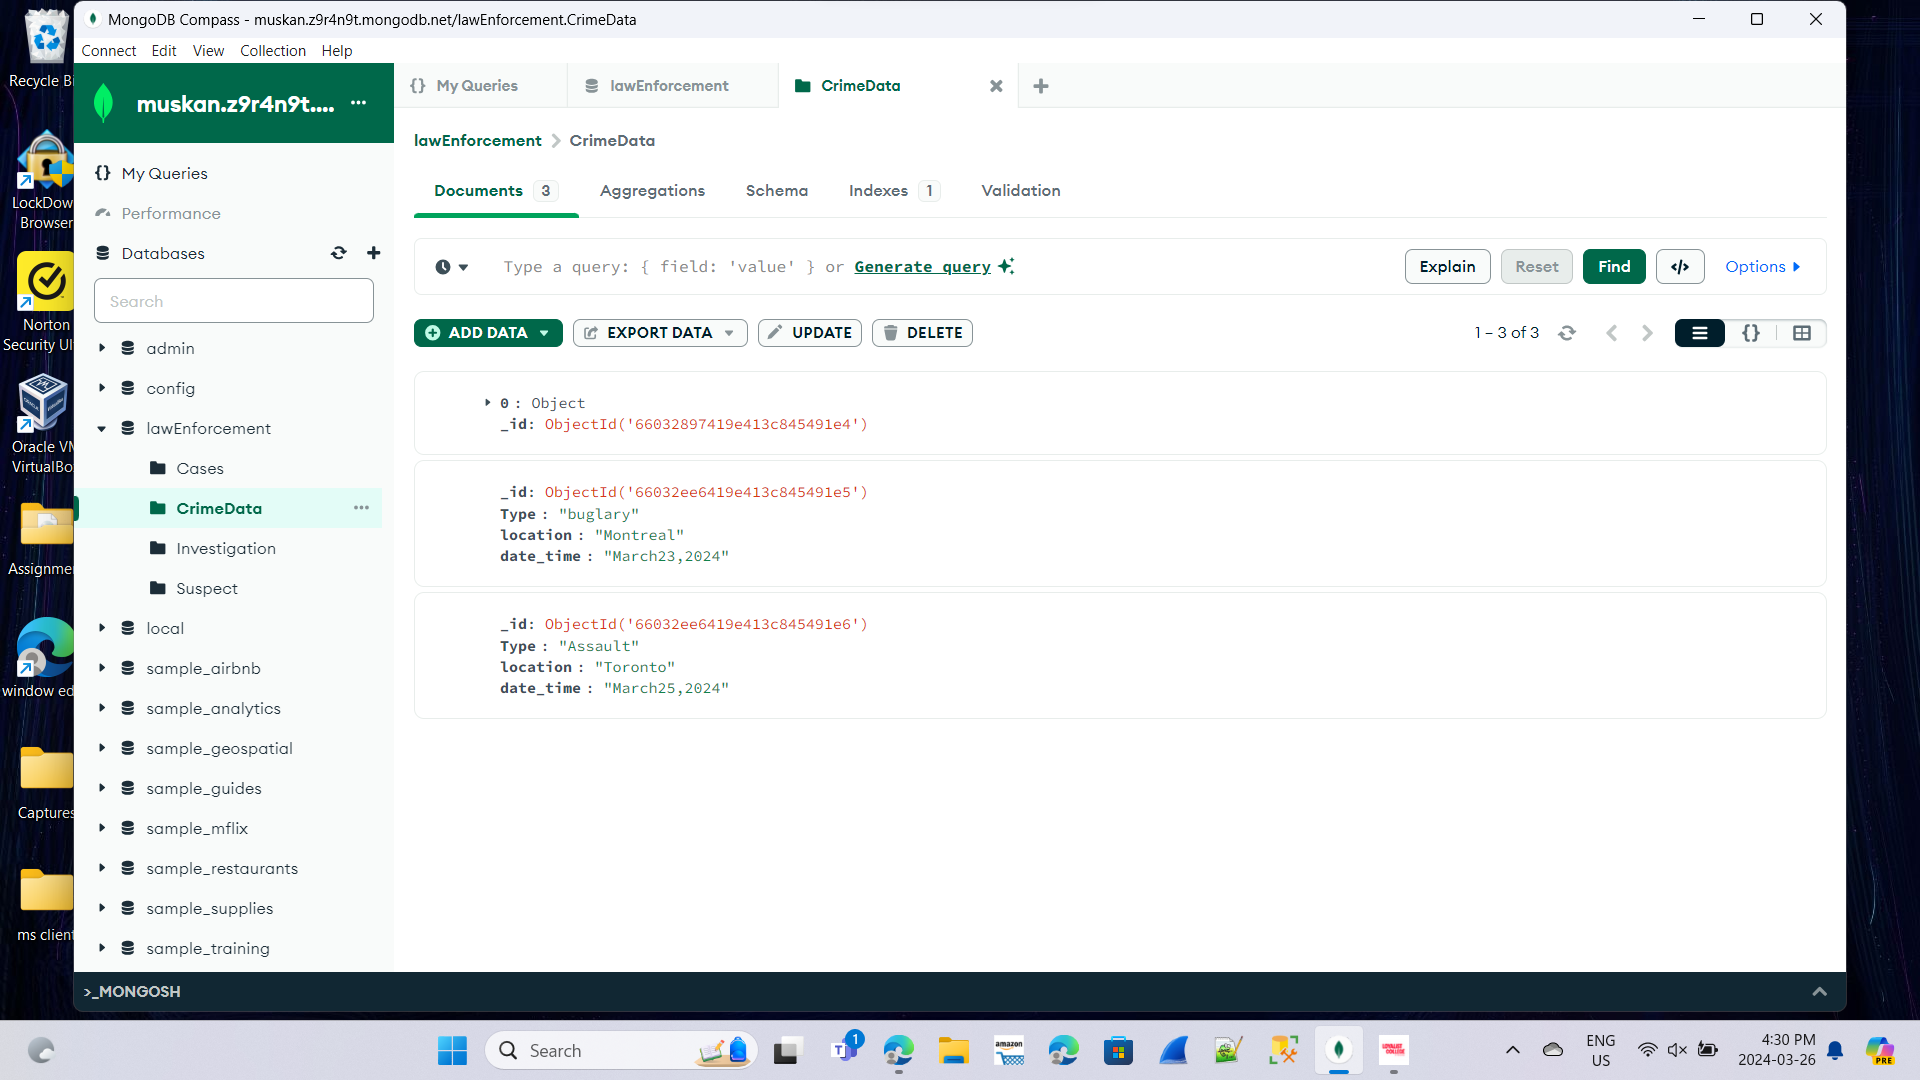 MongoDB Compass - muskan.z9r4n9t.mongodb.net/lawEnforcement.CrimeData
Connect Edit View Collection Help
Recycle Bi
LockDow
Browser
Norton
Security Ul
Oracle VM
VirtualBo
Assignme
window ed
Captures
ms client
muskan.z9r4n9t....
My Queries
Performance
Databases
Search
admin
config
lawEnforcement
Cases
CrimeData
Investigation
Suspect
local
sample_airbnb
sample_analytics
sample_geospatial
sample_guides
sample_mflix
sample_restaurants
sample_supplies
sample_training
{} My Queries
lawEnforcement
CrimeData
lawEnforcement > CrimeData
Documents 3 Aggregations Schema Indexes 1 Validation
Type a query: { field: 'value' } or Generate query
Explain Reset Find </> Options
ADD DATA EXPORT DATA UPDATE DELETE
1 – 3 of 3
0 : Object
_id: ObjectId('66032897419e413c845491e4')
_id: ObjectId('66032ee6419e413c845491e5')
Type : "buglary"
location : "Montreal"
date_time : "March23,2024"
_id: ObjectId('66032ee6419e413c845491e6')
Type : "Assault"
location : "Toronto"
date_time : "March25,2024"
>_MONGOSH
Search
1
amazon
LOYALIST
COLLEGE
ENG
US
4:30 PM
2024-03-26
PRE